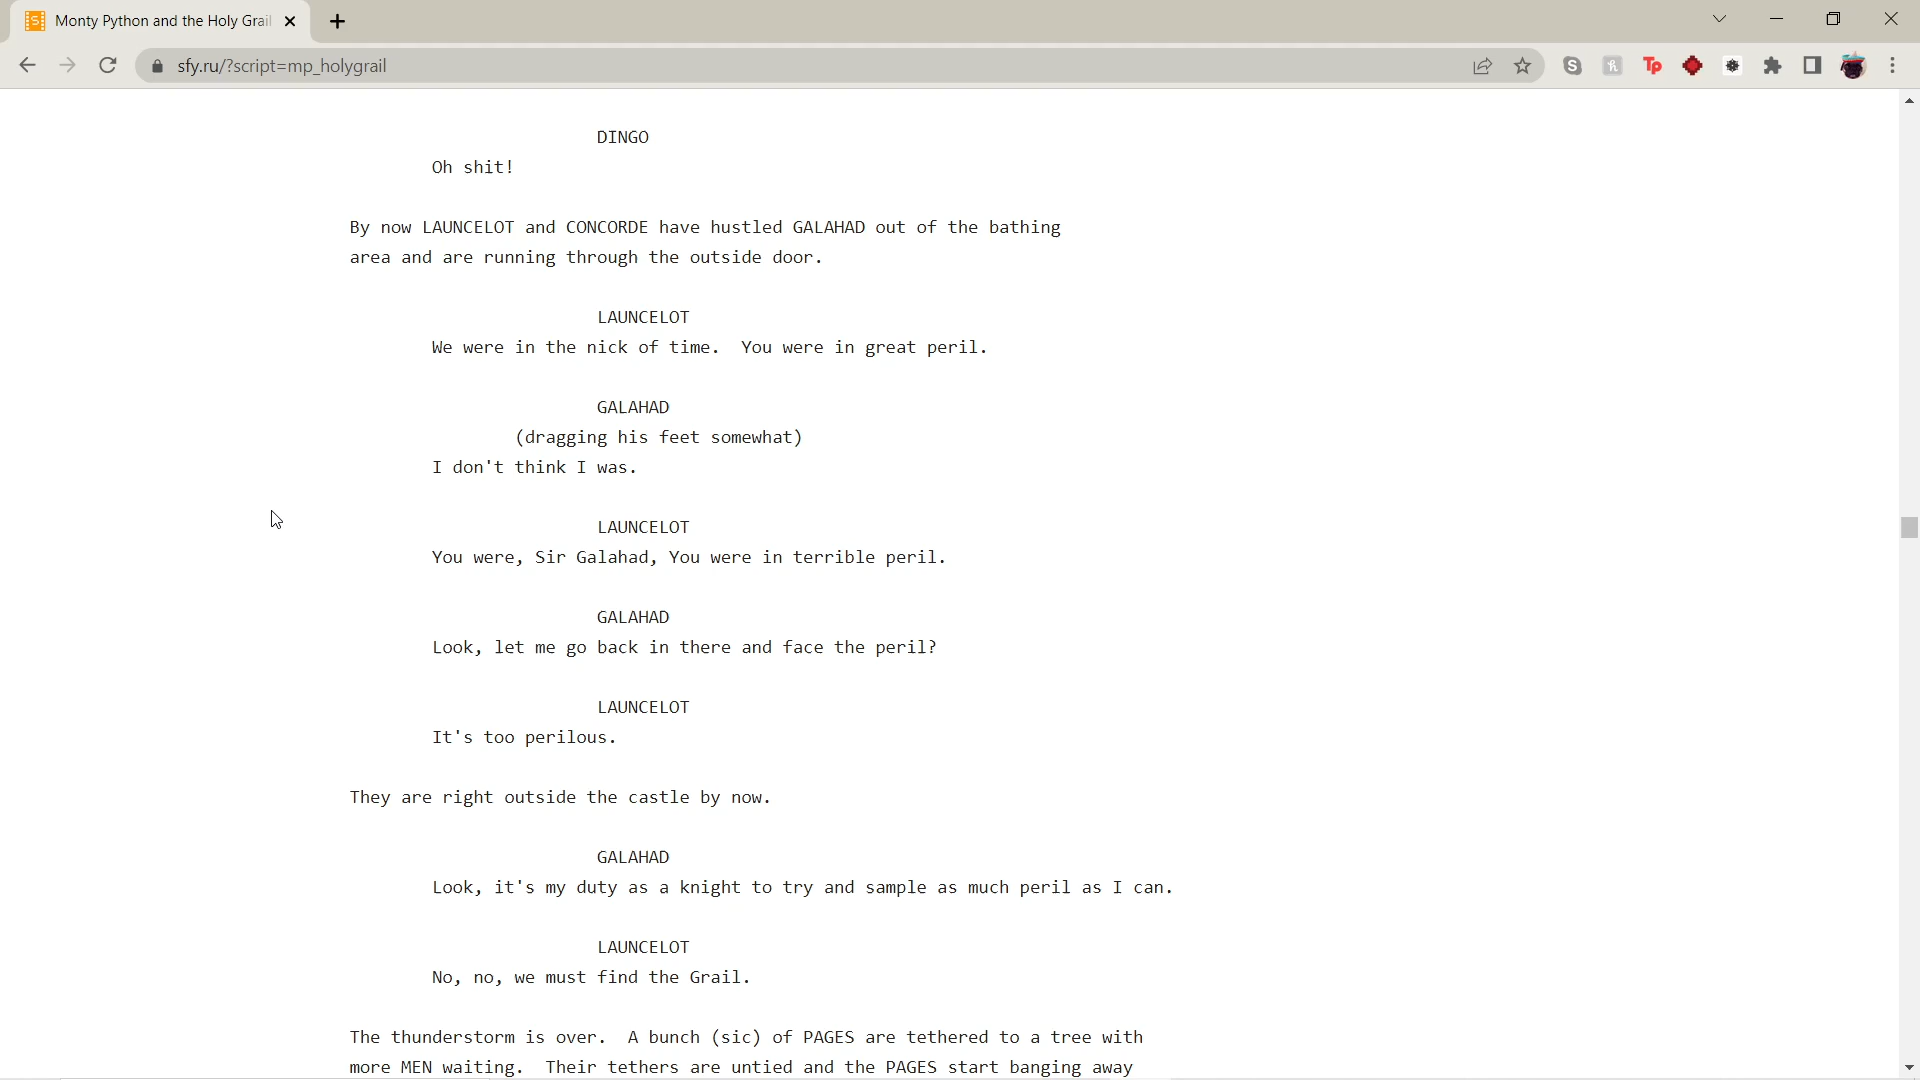 Monty Python and the Holy Grail
sfy.ru/?script=mp_holygrail
DINGO
Oh shit!
By now LAUNCELOT and CONCORDE have hustled GALAHAD out of the bathing
area and are running through the outside door.
LAUNCELOT
We were in the nick of time.  You were in great peril.
GALAHAD
(dragging his feet somewhat)
I don't think I was.
LAUNCELOT
You were, Sir Galahad, You were in terrible peril.
GALAHAD
Look, let me go back in there and face the peril?
LAUNCELOT
It's too perilous.
They are right outside the castle by now.
GALAHAD
Look, it's my duty as a knight to try and sample as much peril as I can.
LAUNCELOT
No, no, we must find the Grail.
The thunderstorm is over.  A bunch (sic) of PAGES are tethered to a tree with
more MEN waiting.  Their tethers are untied and the PAGES start banging away